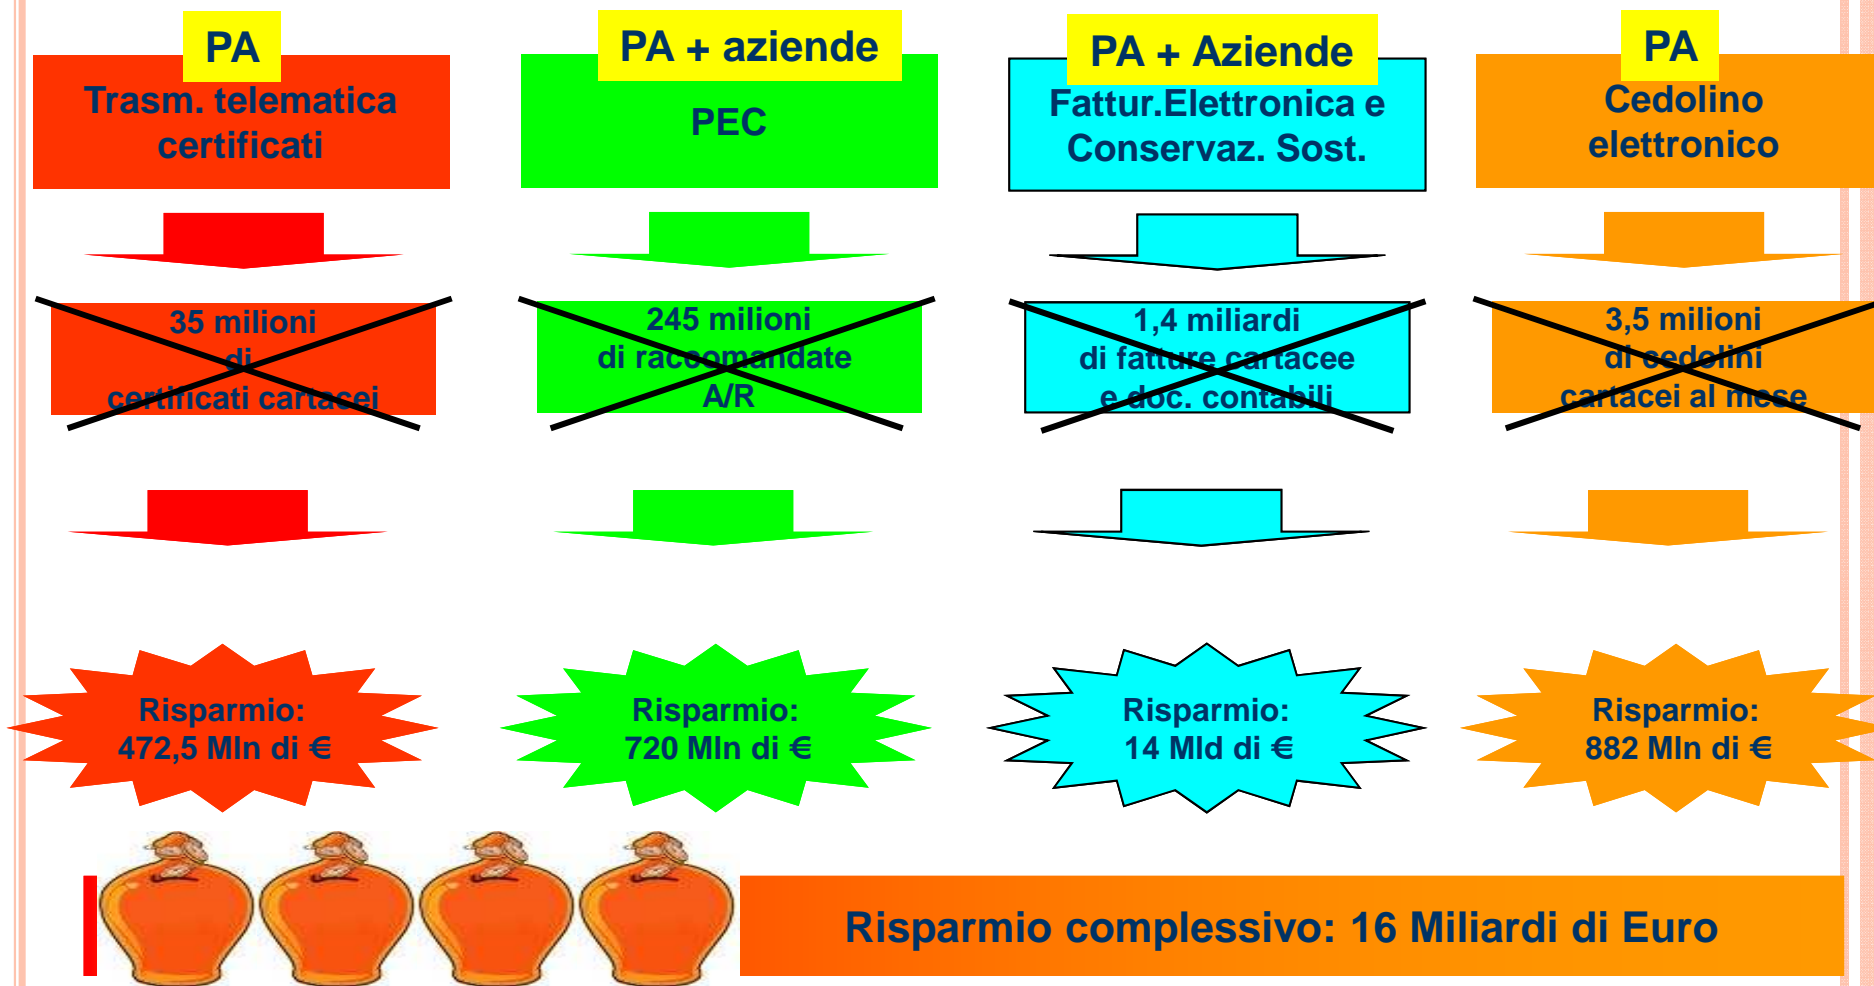 PA
Trasm. telematica
certificati
35 milioni
di
certificati cartacei
Risparmio:
472,5 Mln di €
PA + aziende
PEC
245 milioni
di raccomandate
A/R
Risparmio:
720 Mln di €
PA + Aziende
Fattur.Elettronica e
Conservaz. Sost.
1,4 miliardi
di fatture cartacee
e doc. contabili
Risparmio:
14 Mld di €
PA
Cedolino
elettronico
3,5 milioni
di cedolini
cartacei al mese
Risparmio:
882 Mln di €
Risparmio complessivo: 16 Miliardi di Euro